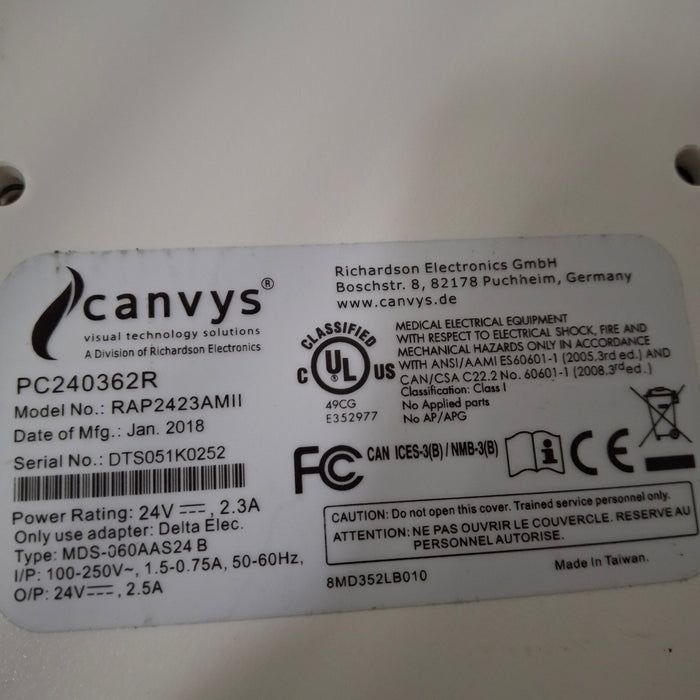 canvys®
visual technology solutions
A Division of Richardson Electronics
Richardson Electronics GmbH
Boschstr. 8, 82178 Puchheim, Germany
www.canvys.de
PC240362R
Model No.: RAP2423AMII
Date of Mfg.: Jan. 2018
Serial No.: DTS051K0252
Power Rating: 24V ⎓, 2.3A
Only use adapter: Delta Elec.
Type: MDS-060AAS24 B
I/P: 100-250V~, 1.5-0.75A, 50-60Hz,
O/P: 24V⎓, 2.5A
CLASSIFIED
C UL® US
49CG
E352977
MEDICAL ELECTRICAL EQUIPMENT
WITH RESPECT TO ELECTRICAL SHOCK, FIRE AND
MECHANICAL HAZARDS ONLY IN ACCORDANCE
WITH ANSI/AAMI ES60601-1 (2005.3rd ed.) AND
CAN/CSA C22.2 No. 60601-1 (2008.3rd ed.)
Classification: Class I
No Applied parts
No AP/APG
FC CAN ICES-3(B) / NMB-3(B) CE
CAUTION: Do not open this cover. Trained service personnel only.
ATTENTION: NE PAS OUVRIR LE COUVERCLE. RESERVE AU
PERSONNEL AUTORISE.
8MD352LB010
Made In Taiwan.